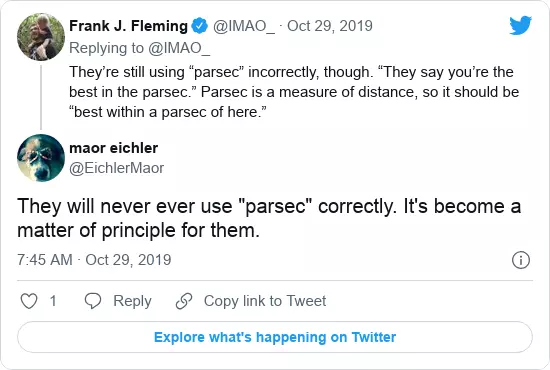 Frank J. Fleming @IMAO_ · Oct 29, 2019
Replying to @IMAO_
They’re still using “parsec” incorrectly, though. “They say you’re the
best in the parsec.” Parsec is a measure of distance, so it should be
“best within a parsec of here.”
maor eichler
@EichlerMaor
They will never ever use "parsec" correctly. It's become a
matter of principle for them.
7:45 AM · Oct 29, 2019
1 Reply Copy link to Tweet
Explore what's happening on Twitter